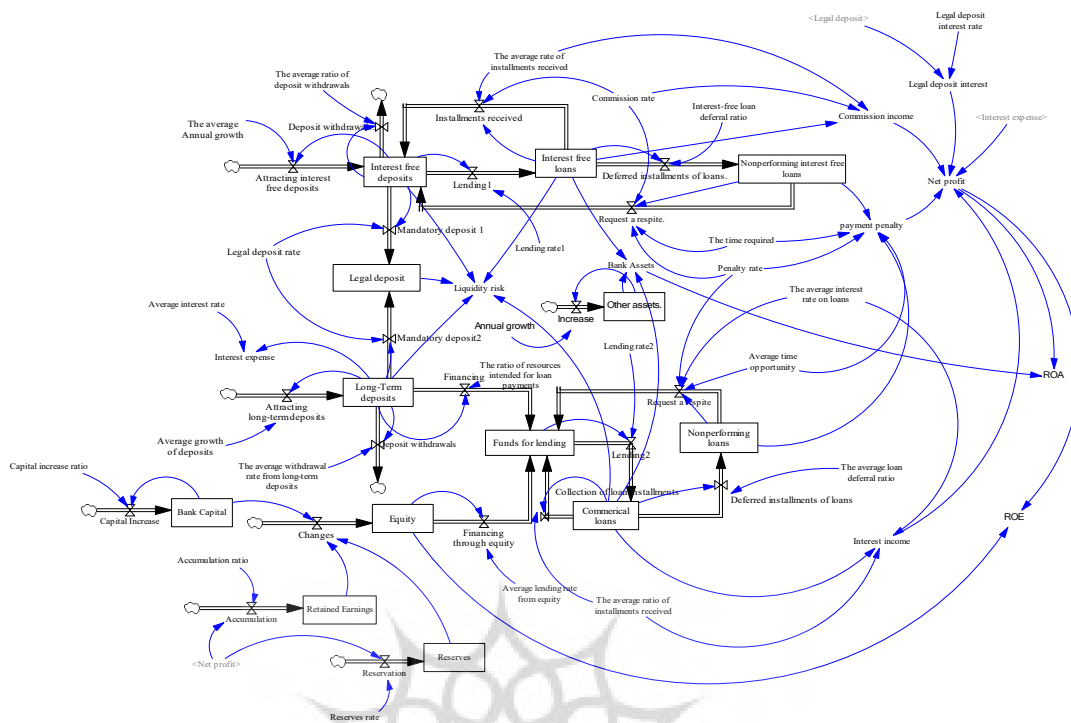 <Legal deposit>
Legal deposit
interest rate
The average rate of
installments received
The average ratio of
deposit withdrawals
Commission rate
Interest-free loan
deferral ratio
Legal deposit interest
Installments received
Commission income
<Interest expense>
The average
Annual growth
Deposit withdrawals
Interest free
deposits
Interest free
loans
Nonperforming interest free
loans
Attracting interest
free deposits
Lending1
Deferred installments of loans.
Net profit
Request a respite.
payment penalty
Mandatory deposit 1
Legal deposit rate
Lending rate1
The time required
Legal deposit
Bank Assets
Penalty rate
Liquidity risk
The average interest
rate on loans
Average interest rate
Other assets.
Increase
Annual growth
Mandatory deposit2
Lending rate2
Interest expense
Financing
The ratio of resources
intended for loan
payments
Average time
opportunity
ROA
Long-Term
deposits
Attracting
long-termdeposits
Request a respite
Average growth
of deposits
Deposit withdrawals
Funds for lending
Nonperforming
loans
Lending2
Capital increase ratio
The average withdrawal
rate from long-term
deposits
The average loan
deferral ratio
Collection of loan installments
Deferred installments of loans
Bank Capital
Capital Increase
Equity
Commerical
loans
ROE
Changes
Financing
through equity
Interest income
Accumulation ratio
Average lending rate
from equity
The average ratio of
installments received
Retained Earnings
Accumulation
<Net profit>
Reserves
Reservation
Reserves rate